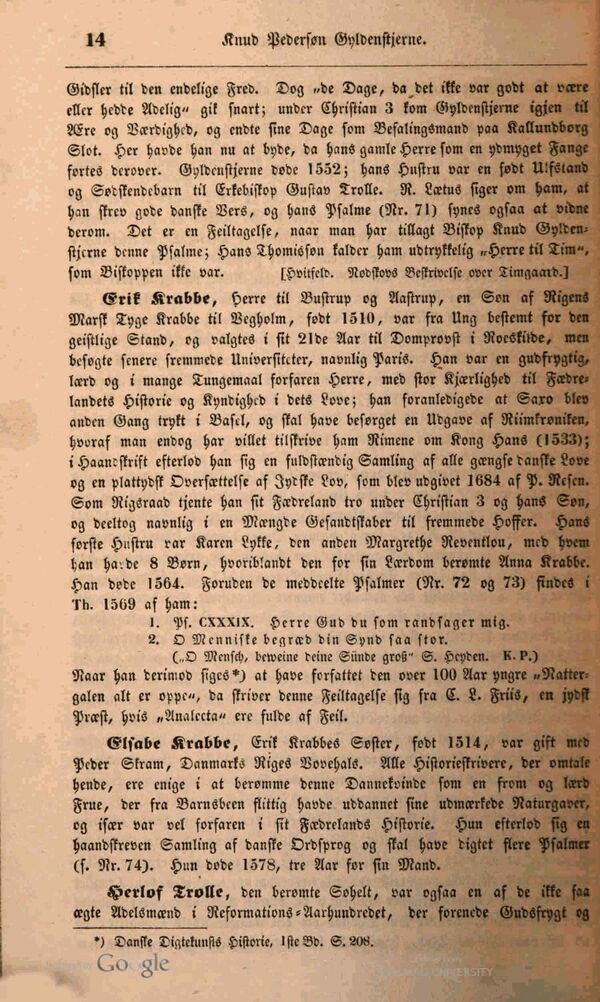 14 Knud Pedersøn Gyldenstjerne.
Gidsler til den endelige Fred. Dog „de Dage, da det ikke var godt at være
eller hedde Adelig“ gik snart; under Christian 3 kom Gyldenstjerne igjen til
Ære og Værdighed, og endte sine Dage som Befalingsmand paa Kallundborg
Slot. Her havde han nu at byde, da hans gamle Herre som en ydmyget Fange
førtes derover. Gyldenstjerne døde 1552; hans Hustru var en født Ulfstand
og Sødskendebarn til Erkebiskop Gustav Trolle. R. Lætus siger om ham, at
han skrev gode danske Vers, og hans Psalme (Nr. 71) synes ogsaa at vidne
derom. Det er en Feiltagelse, naar man har tillagt Biskop Knud Gylden-
stjerne denne Psalme; Hans Thomissøn kalder ham udtrykkelig „Herre til Tim“,
som Biskoppen ikke var. [Hvitfeld. Nodskovs Beskrivelse over Timgaard.]
Erik Krabbe, Herre til Bustrup og Aastrup, en Søn af Rigens
Marsk Tyge Krabbe til Vegholm, født 1510, var fra Ung bestemt for den
geistlige Stand, og valgtes i sit 21de Aar til Domprovst i Roeskilde, men
besøgte senere fremmede Universiteter, navnlig Paris. Han var en gudfrygtig,
lærd og i mange Tungemaal forfaren Herre, med stor Kjærlighed til Fædre-
landets Historie og Kyndighed i dets Love; han foranledigede at Saxo blev
anden Gang trykt i Basel, og skal have besørget en Udgave af Riimkrøniken,
hvoraf man endog har villet tilskrive ham Rimene om Kong Hans (1533);
i Haandskrift efterlod han sig en fuldstændig Samling af alle gængse danske Love
og en plattydsk Oversættelse af Jydske Lov, som blev udgivet 1684 af P. Resen.
Som Rigsraad tjente han sit Fædreland tro under Christian 3 og hans Søn,
og deeltog navnlig i en Mængde Gesandtskaber til fremmede Hoffer. Hans
første Hustru var Karen Lykke, den anden Margrethe Reventlou, med hvem
han havde 8 Børn, hvoriblandt den for sin Lærdom berømte Anna Krabbe.
Han døde 1564. Foruden de meddeelte Psalmer (Nr. 72 og 73) findes i
Th. 1569 af ham:
1. Ps. CXXXIX. Herre Gud du som randsager mig.
2. O Menniske begræd din Synd saa stor.
(„O Mensch, beweine deine Sünde groß“ S. Heyden. K. P.)
Naar han derimod siges*) at have forfattet den over 100 Aar yngre „Natter-
galen alt er oppe“, da skriver denne Feiltagelse sig fra C. L. Friis, en jydsk
Præst, hvis „Analecta“ ere fulde af Feil.
Elsabe Krabbe, Erik Krabbes Søster, født 1514, var gift med
Peder Skram, Danmarks Riges Vovehals. Alle Historieskrivere, der omtale
hende, ere enige i at berømme denne Dannekvinde som en from og lærd
Frue, der fra Barnsbeen flittig havde uddannet sine udmærkede Naturgaver,
og især var vel forfaren i sit Fædrelands Historie. Hun efterlod sig en
haandskreven Samling af danske Ordsprog og skal have digtet flere Psalmer
(s. Nr. 74). Hun døde 1578, tre Aar før sin Mand.
Herlof Trolle, den berømte Søhelt, var ogsaa en af de ikke faa
ægte Adelsmænd i Reformations-Aarhundredet, der forenede Gudsfrygt og
*) Danske Digtekunsts Historie, 1ste Bd. S. 208.
Google
UNIVERSITY